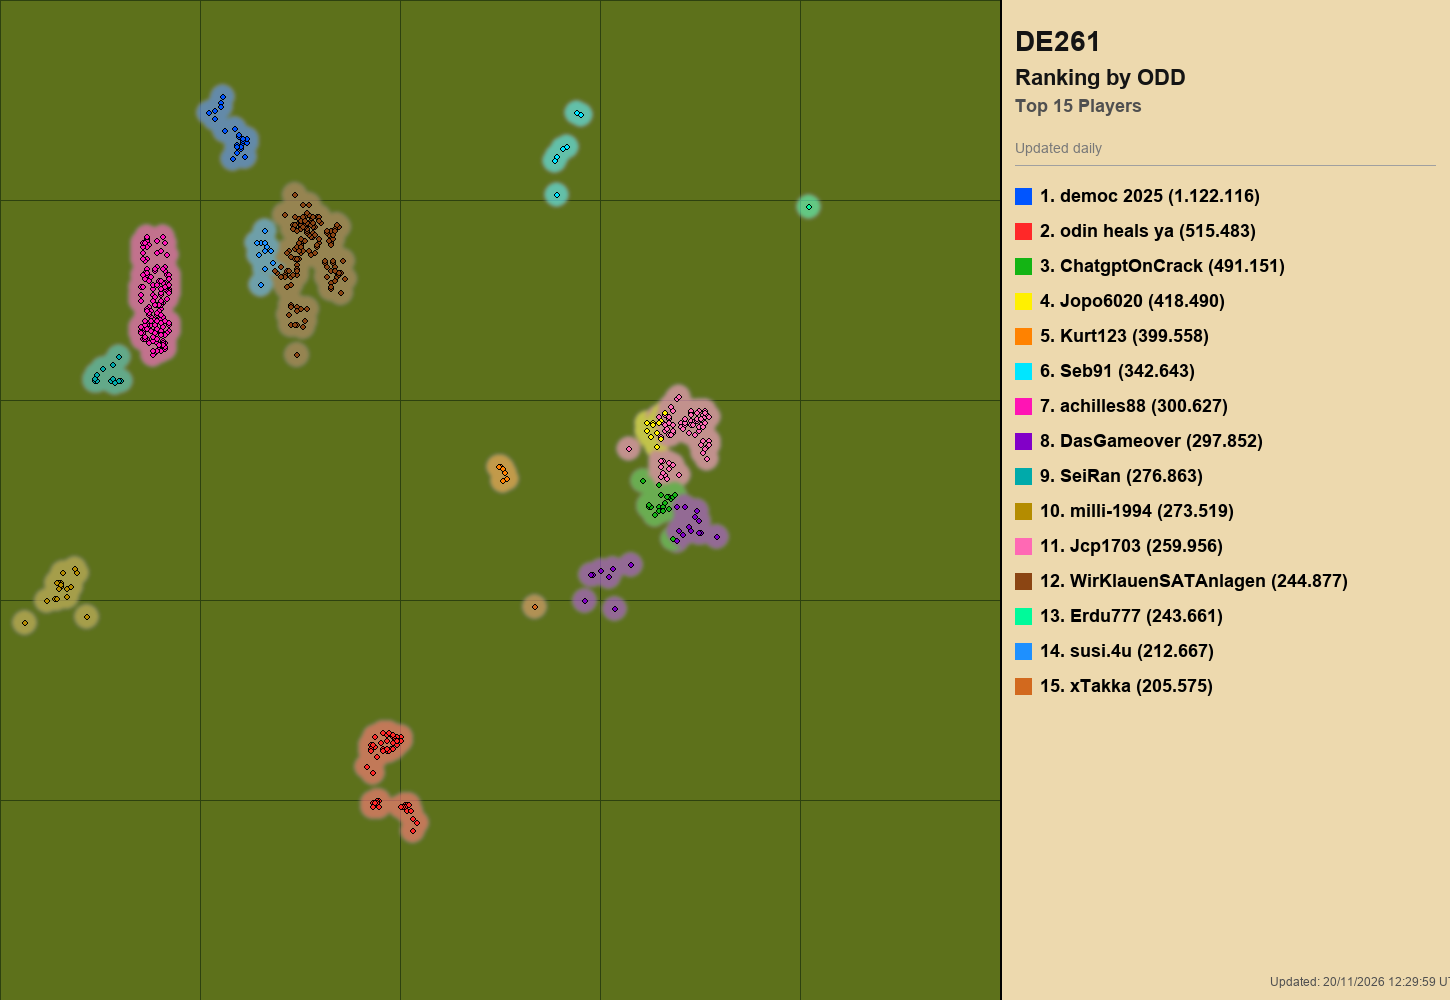 DE261
Ranking by ODD
Top 15 Players
Updated daily
1. democ 2025 (1.122.116)
2. odin heals ya (515.483)
3. ChatgptOnCrack (491.151)
4. Jopo6020 (418.490)
5. Kurt123 (399.558)
6. Seb91 (342.643)
7. achilles88 (300.627)
8. DasGameover (297.852)
9. SeiRan (276.863)
10. milli-1994 (273.519)
11. Jcp1703 (259.956)
12. WirKlauenSATAnlagen (244.877)
13. Erdu777 (243.661)
14. susi.4u (212.667)
15. xTakka (205.575)
Updated: 20/11/2026 12:29:59